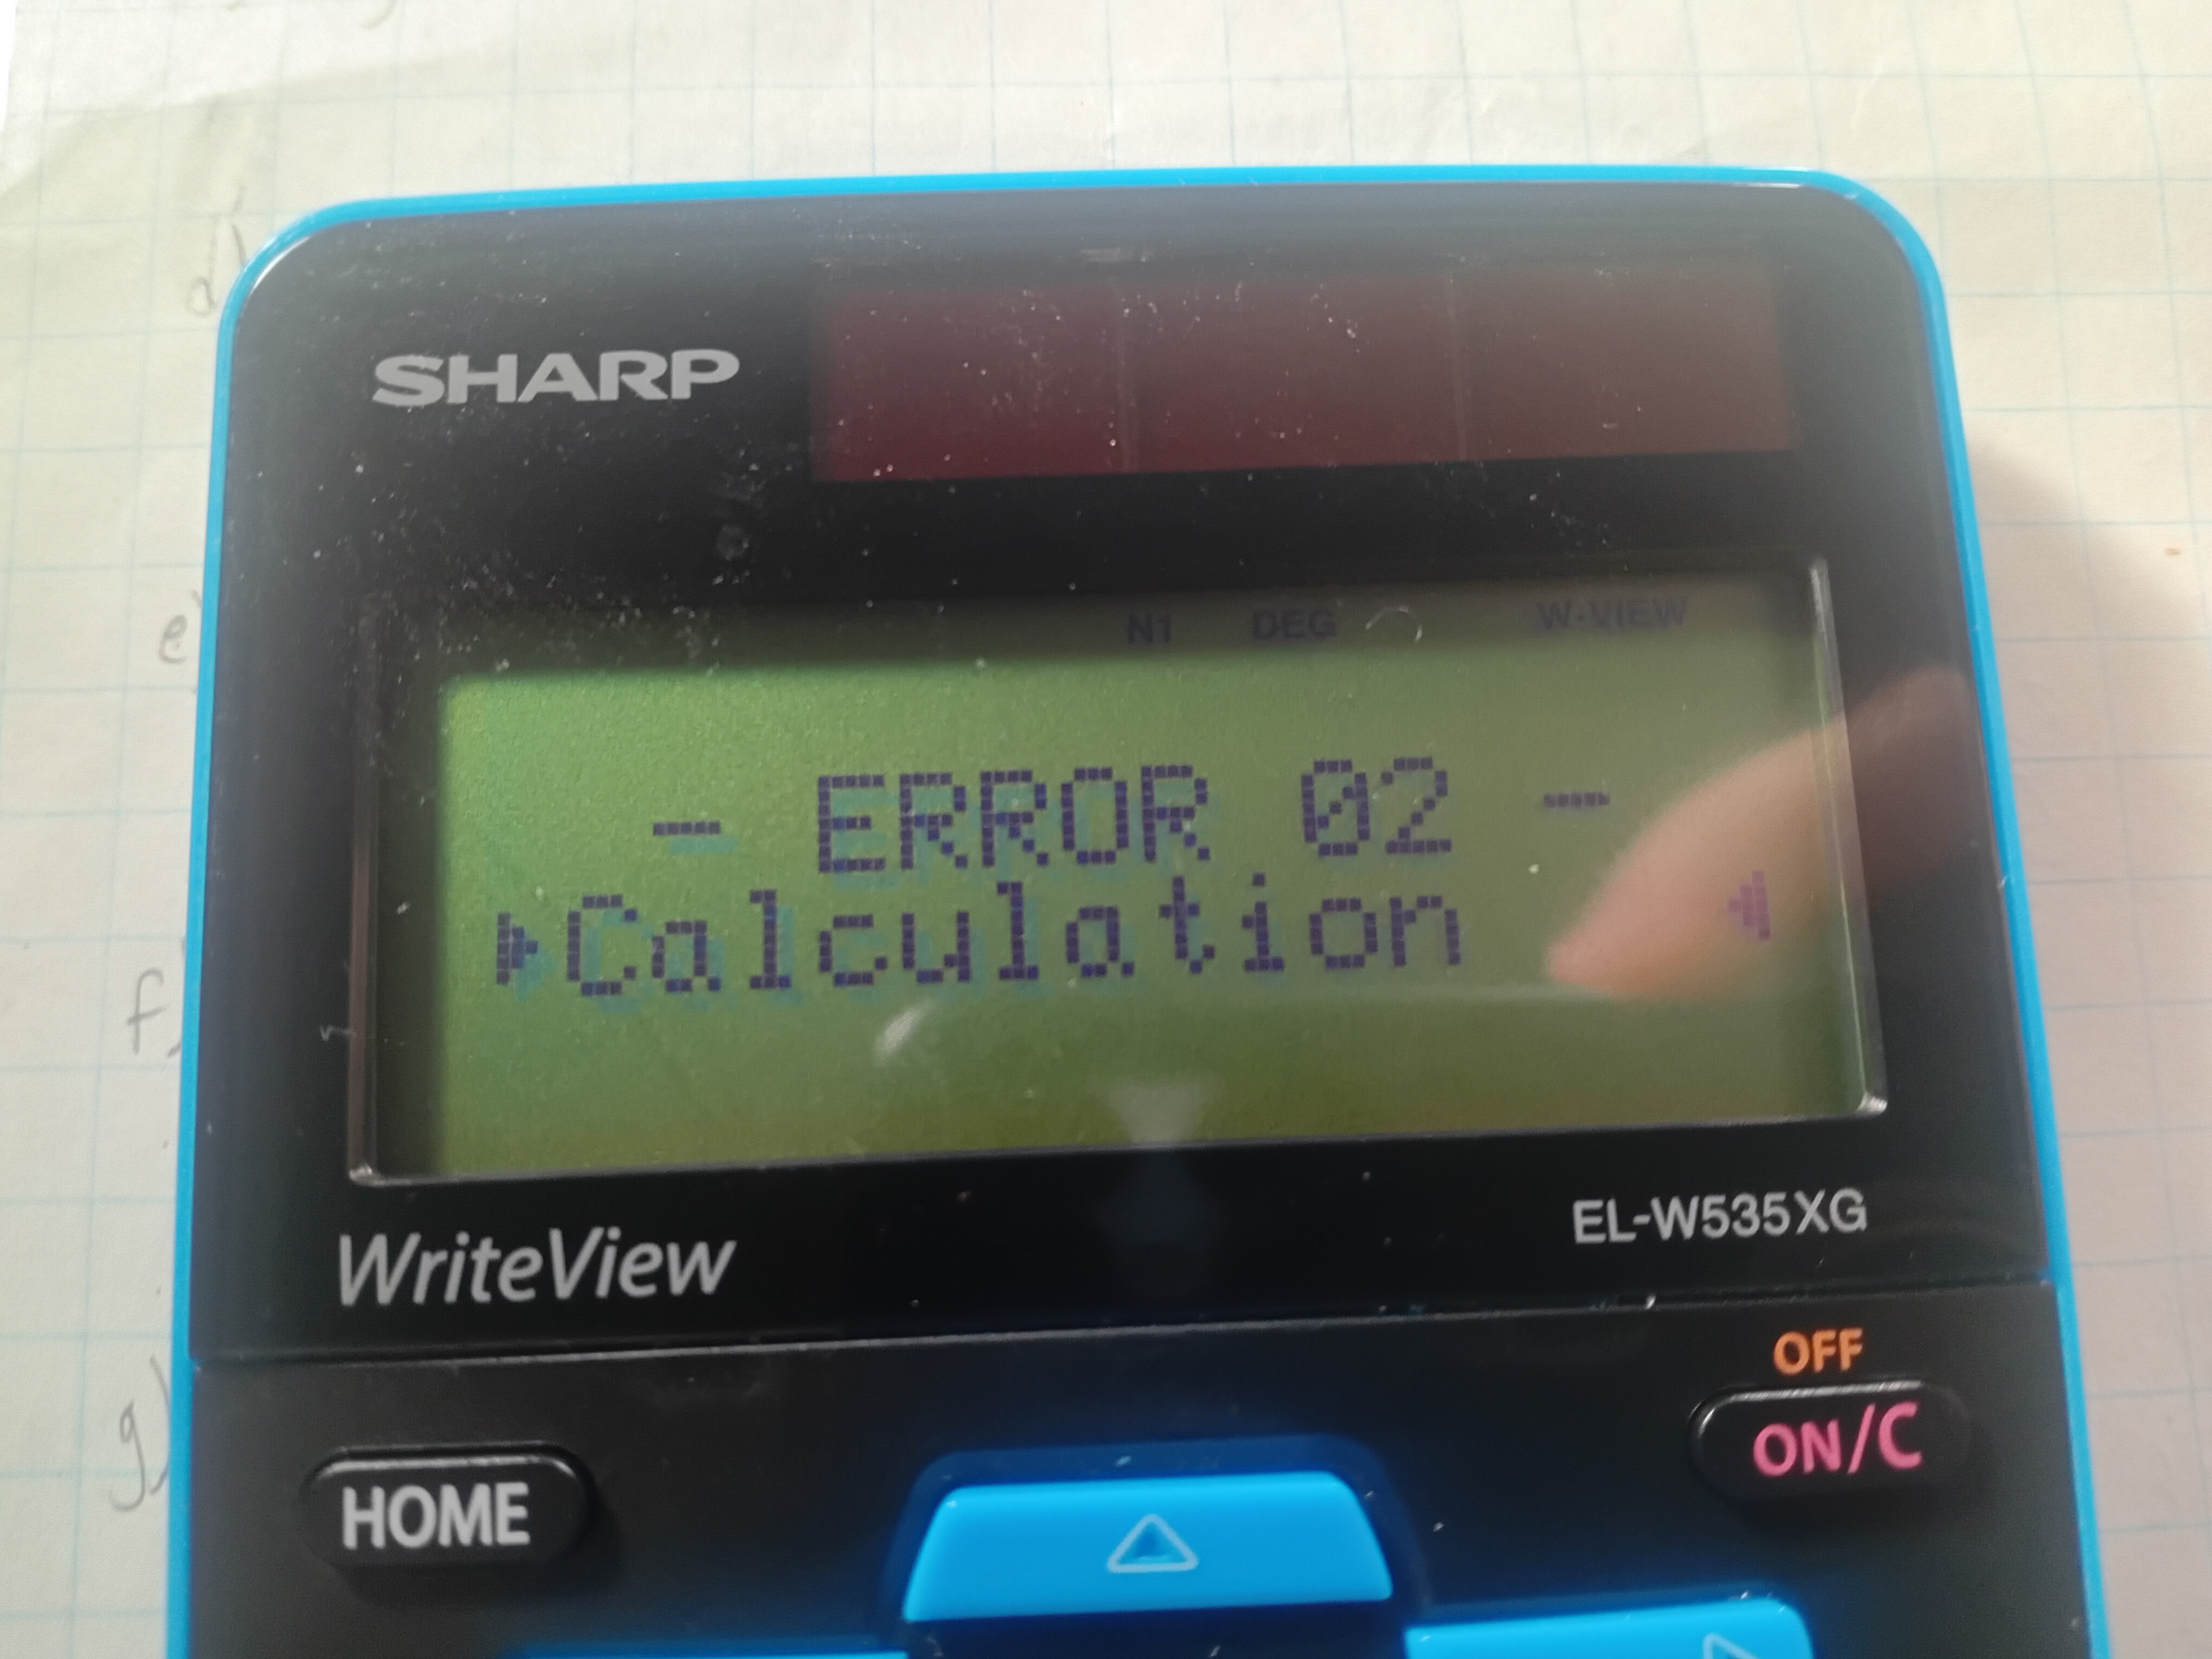 d)
e)
f)
g)
SHARP
N1 DEG W-VIEW
- ERROR 02 -
▶Calculation ◀
WriteView
EL-W535XG
OFF
HOME
ON/C